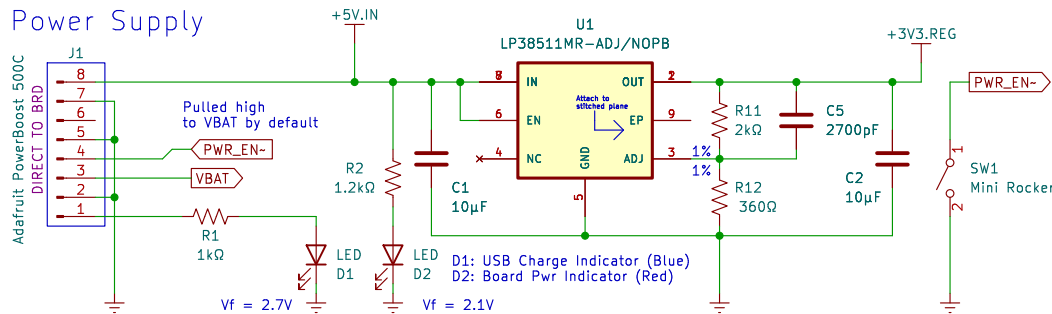 Power Supply
+5V.IN
U1
LP38511MR-ADJ/NOPB
+3V3.REG
J1
Adafruit PowerBoost 500C
DIRECT TO BRD
8
7
6
5
4
3
2
1
Pulled high
to VBAT by default
PWR_EN~
VBAT
R1
1kΩ
LED
D1
Vf = 2.7V
R2
1.2kΩ
LED
D2
Vf = 2.1V
C1
10µF
IN
6
EN
4
NC
Attach to
stitched plane
GND
5
OUT
EP
9
ADJ
3
1%
1%
R11
2kΩ
R12
360Ω
C5
2700pF
C2
10µF
PWR_EN~
1
SW1
Mini Rocker
2
D1: USB Charge Indicator (Blue)
D2: Board Pwr Indicator (Red)